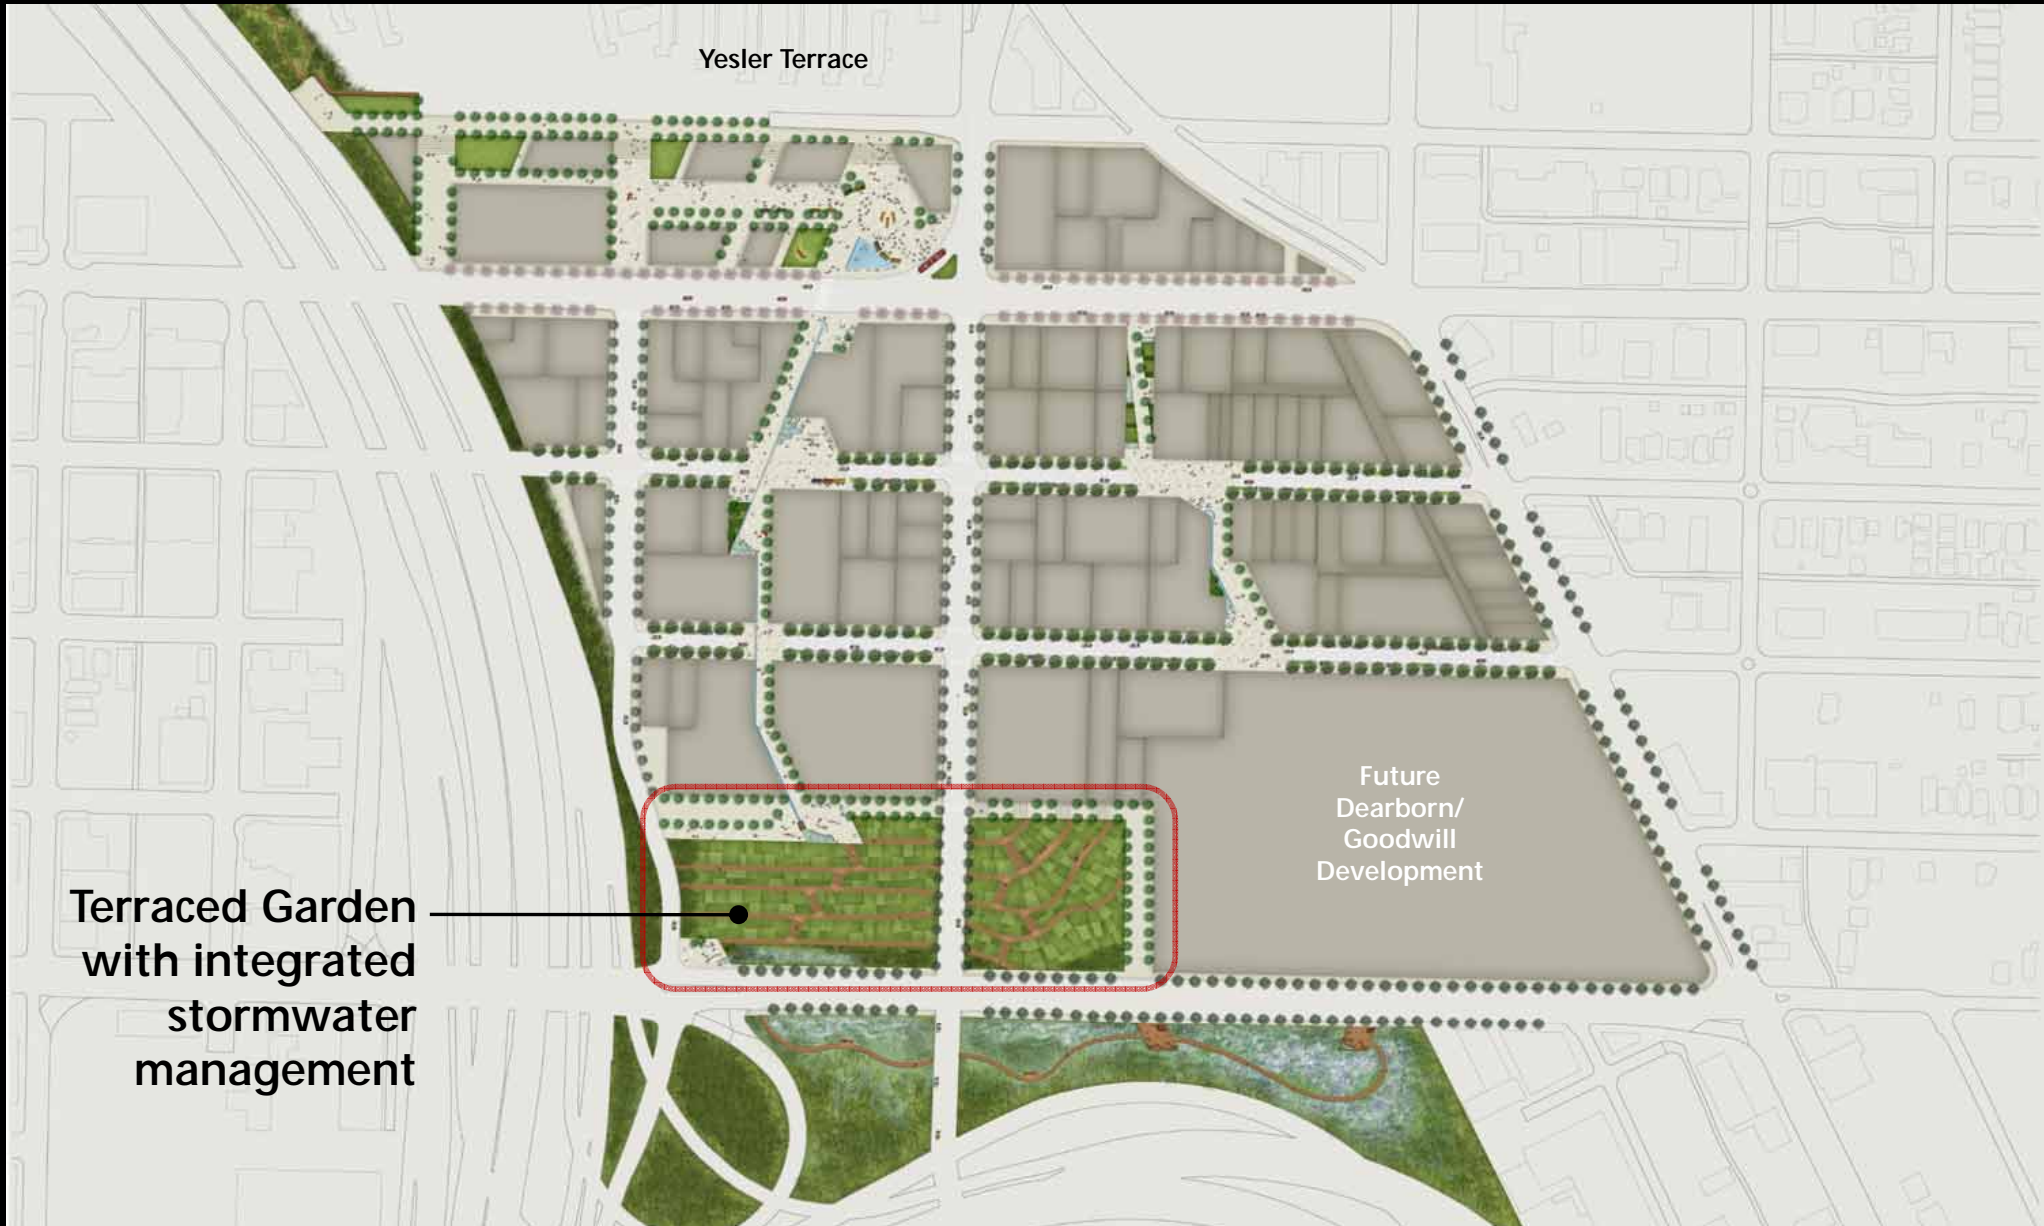 Yesler Terrace
Future
Dearborn/
Goodwill
Development
Terraced Garden
with integrated
stormwater
management